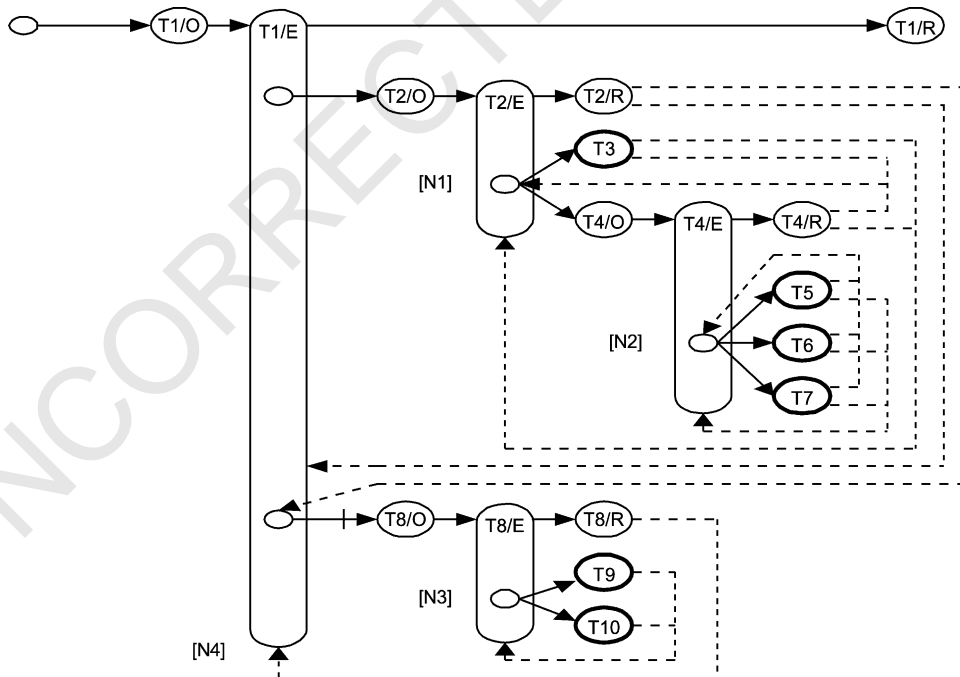 T1/O
T1/E
T1/R
T2/O
T2/E
T2/R
T3
[N1]
T4/O
T4/E
T4/R
T5
[N2]
T6
T7
T8/O
T8/E
T8/R
T9
[N3]
T10
[N4]
NCORRECTE